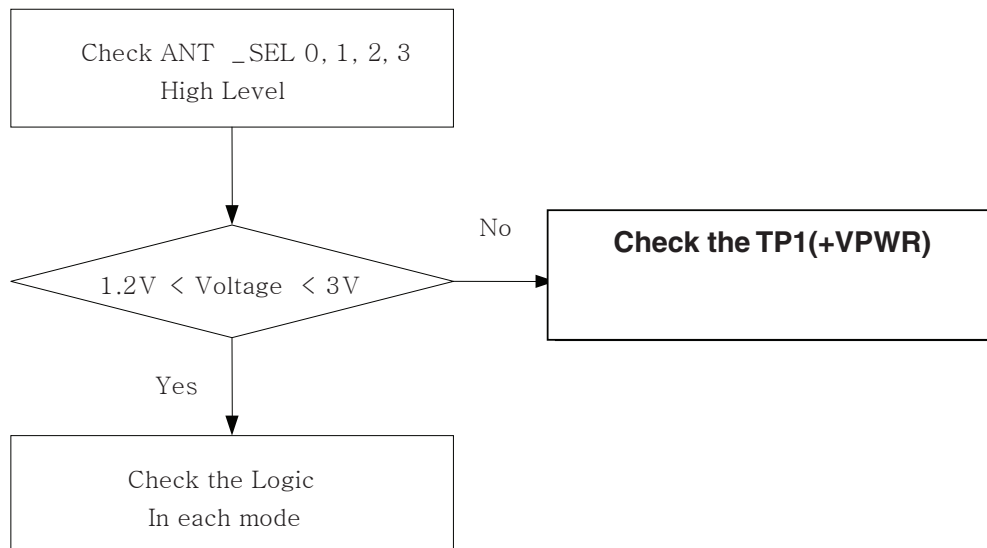 Check ANT _SEL 0, 1, 2, 3
High Level
No
Check the TP1(+VPWR)
1.2V < Voltage < 3V
Yes
Check the Logic
In each mode